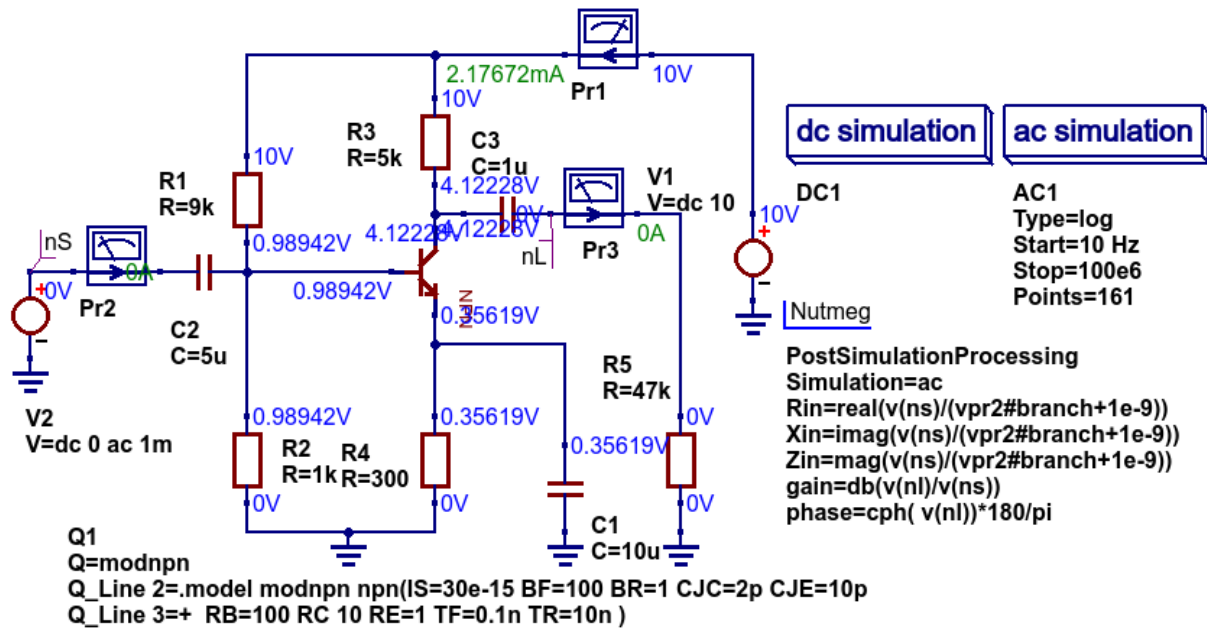 2.17672mA
Pr1
10V
10V
R3
R=5k
C3
C=1u
dc simulation
ac simulation
10V
R1
R=9k
4.12228V
V1
V=dc 10
DC1
AC1
Type=log
Start=10 Hz
Stop=100e6
Points=161
10V
nS
0.98942V
4.12228V
4.12228V
0V
nL
Pr3
0A
0A
0V
Pr2
0.98942V
NPN
0.35619V
Nutmeg
C2
C=5u
R5
R=47k
PostSimulationProcessing
Simulation=ac
Rin=real(v(ns)/(vpr2#branch+1e-9))
Xin=imag(v(ns)/(vpr2#branch+1e-9))
Zin=mag(v(ns)/(vpr2#branch+1e-9))
gain=db(v(nl)/v(ns))
phase=cph( v(nl))*180/pi
V2
V=dc 0 ac 1m
0.98942V
R2
R=1k
0V
0.35619V
R4
R=300
0V
0.35619V
0V
0V
C1
C=10u
Q1
Q=modnpn
Q_Line 2=.model modnpn npn(IS=30e-15 BF=100 BR=1 CJC=2p CJE=10p
Q_Line 3=+ RB=100 RC 10 RE=1 TF=0.1n TR=10n )